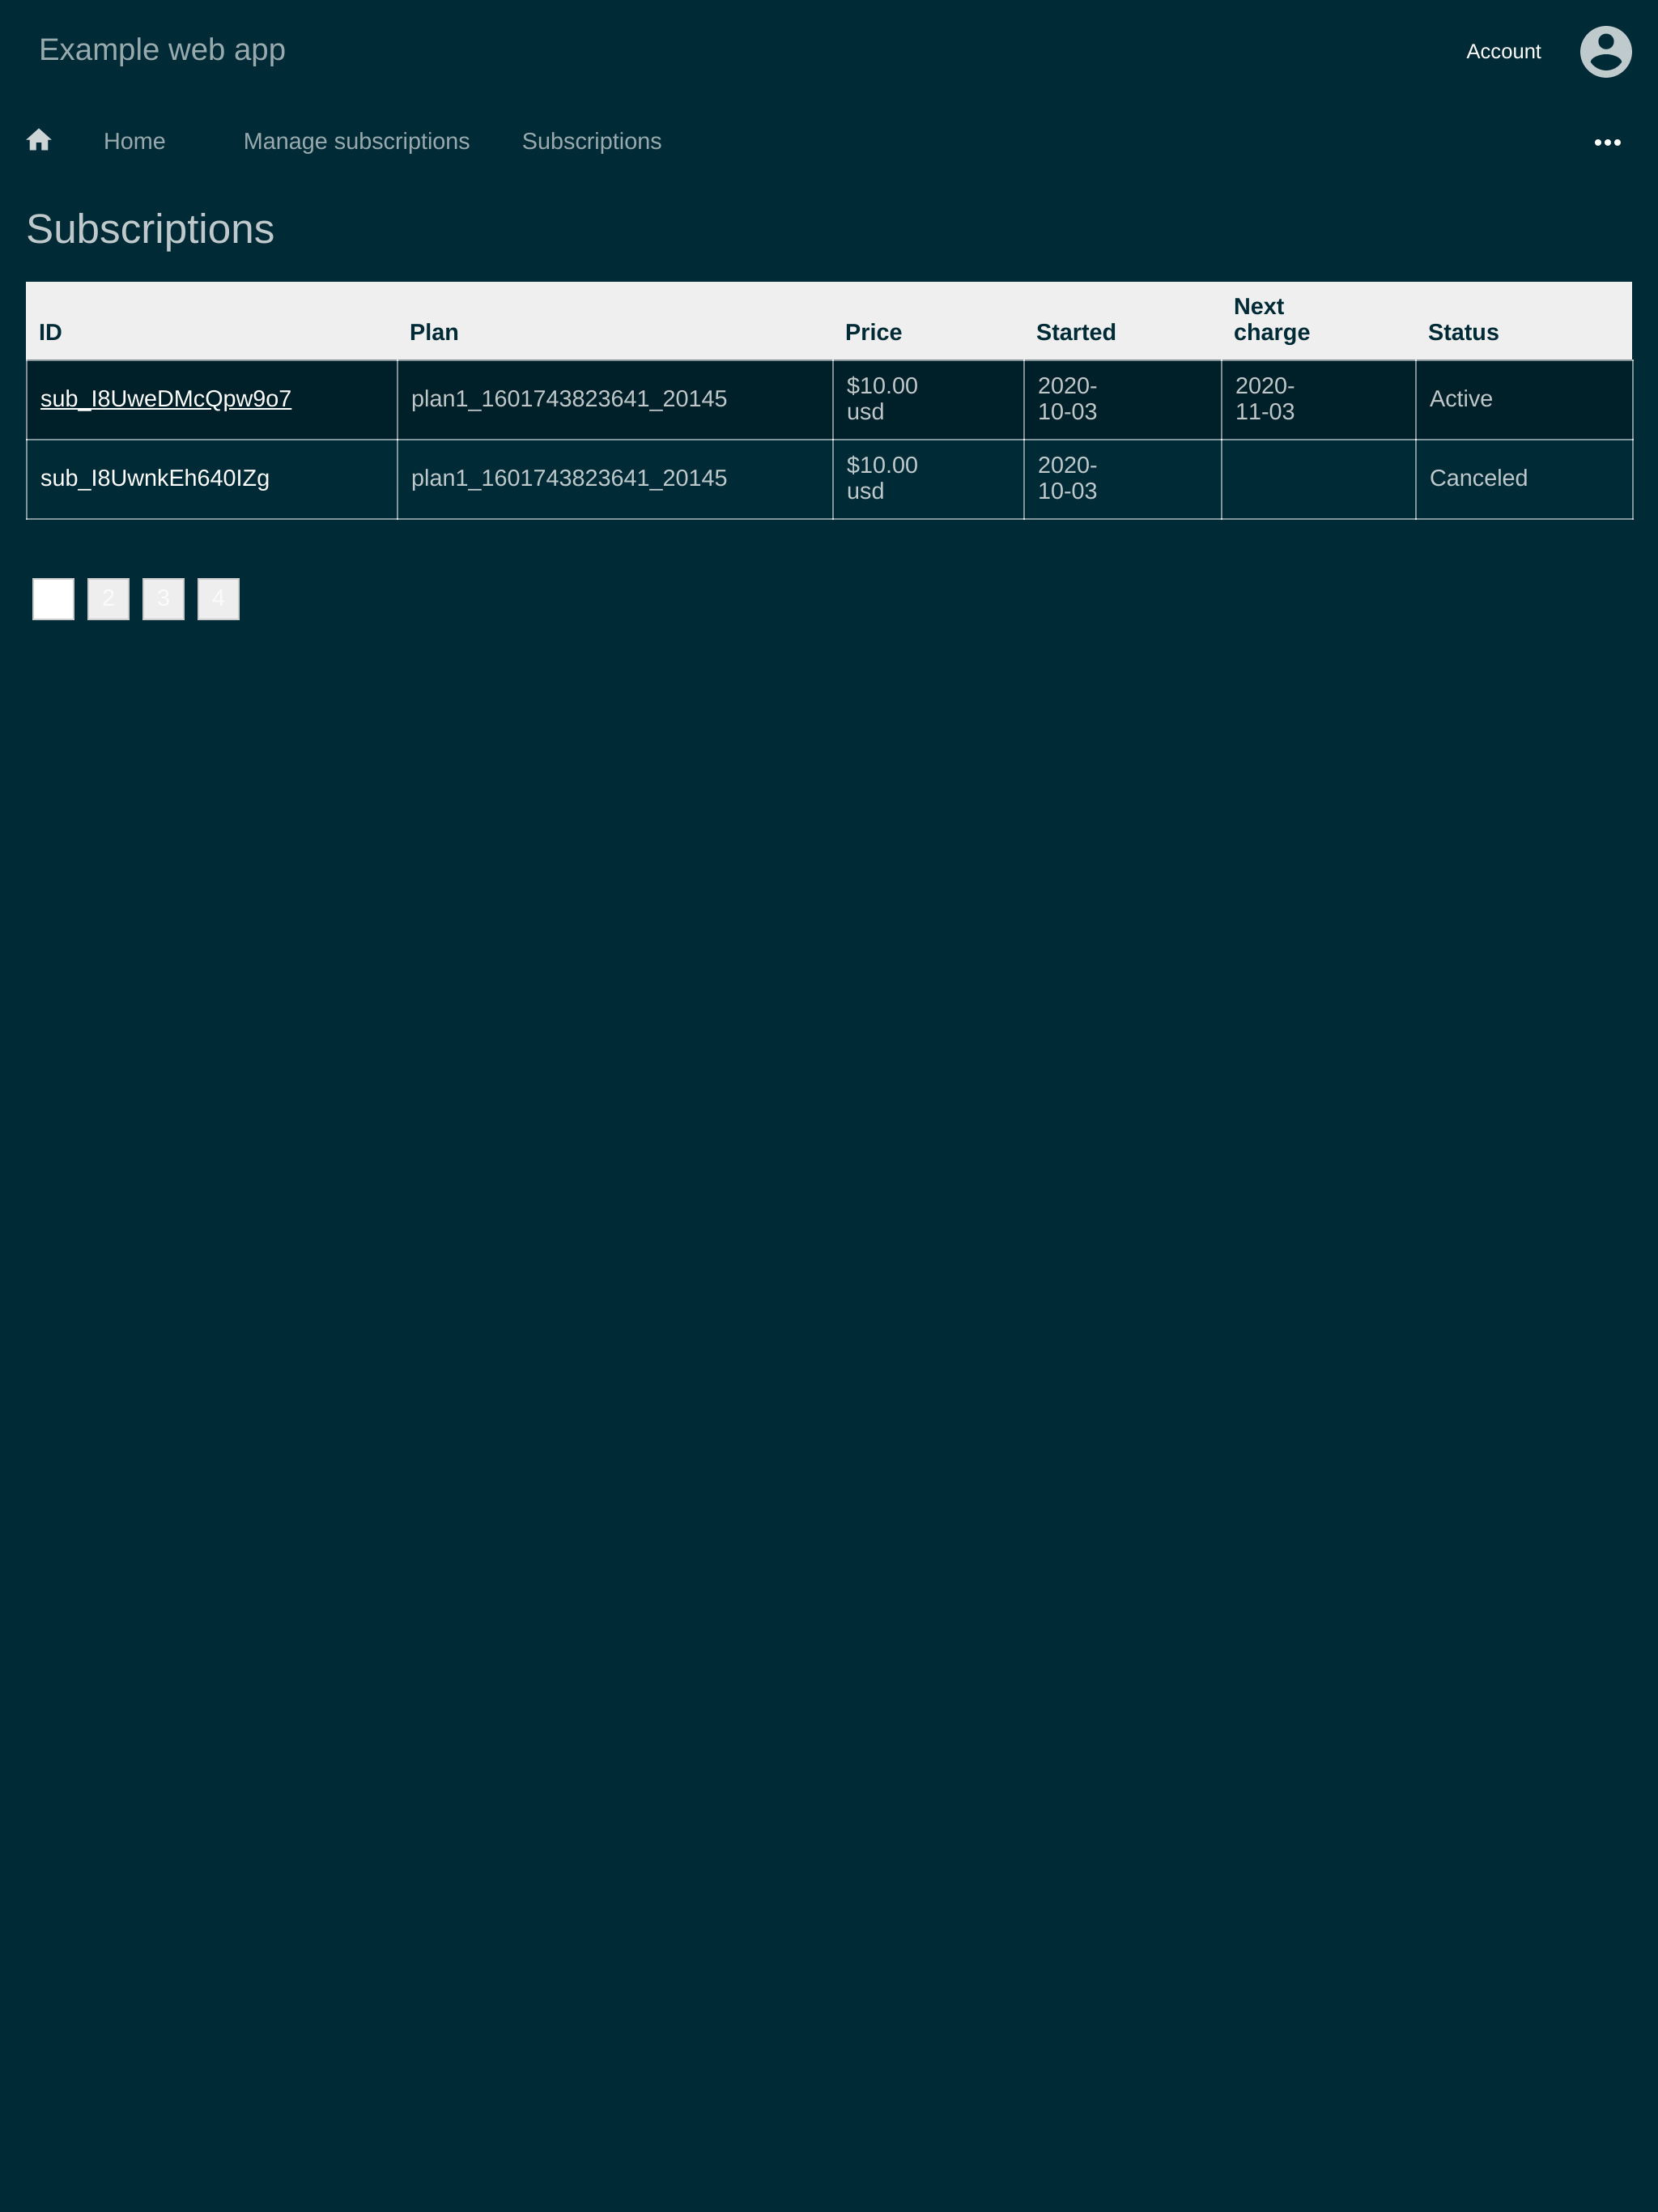 Example web app
Account
Home Manage subscriptions Subscriptions
Subscriptions
ID Plan Price Started Next charge Status
sub_I8UweDMcQpw9o7 plan1_1601743823641_20145 $10.00 usd 2020-10-03 2020-11-03 Active
sub_I8UwnkEh640IZg plan1_1601743823641_20145 $10.00 usd 2020-10-03 Canceled
2 3 4